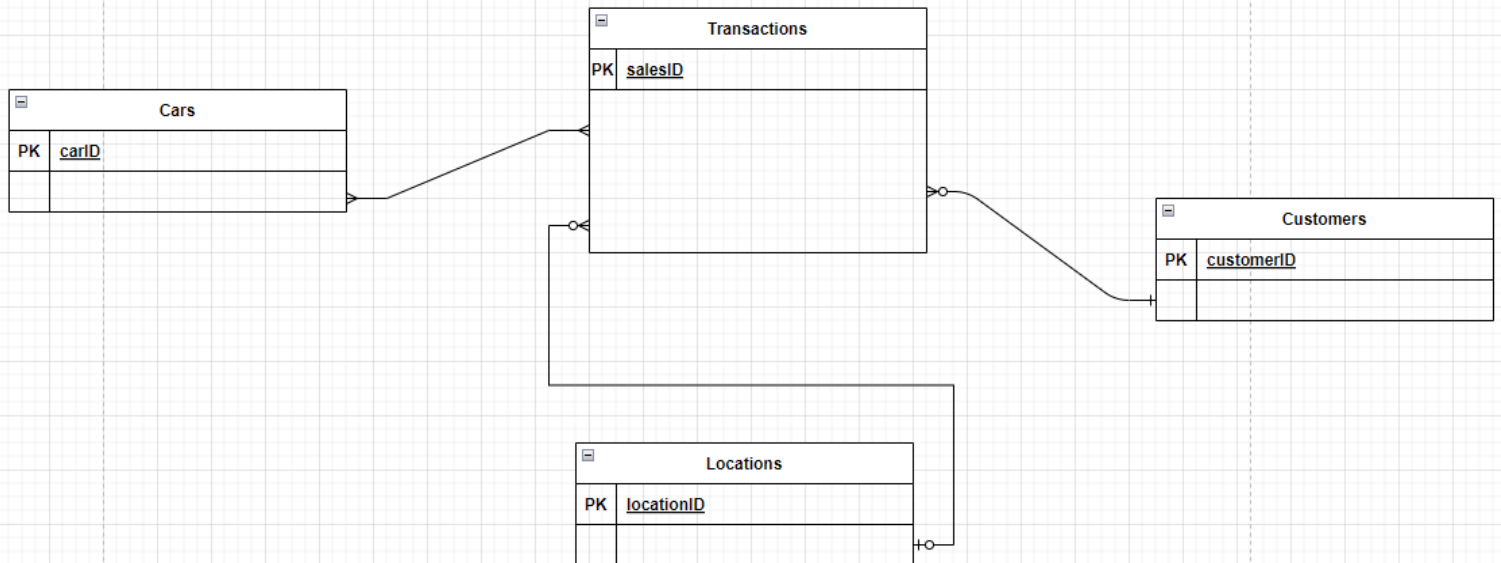 Transactions
PK salesID
Cars
PK carID
Customers
PK customerID
Locations
PK locationID